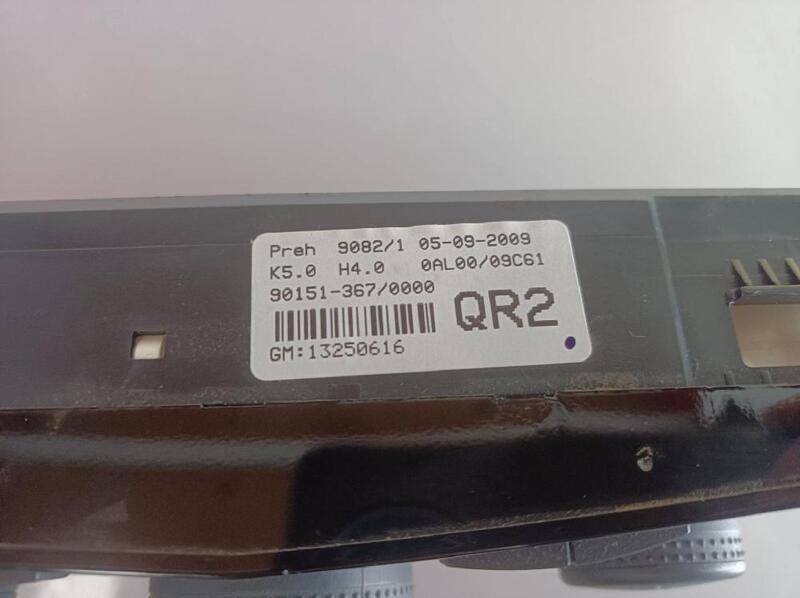 Preh 9082/1 05-09-2009
K5.0 H4.0 0AL00/09C61
90151-367/0000
QR2
GM:13250616